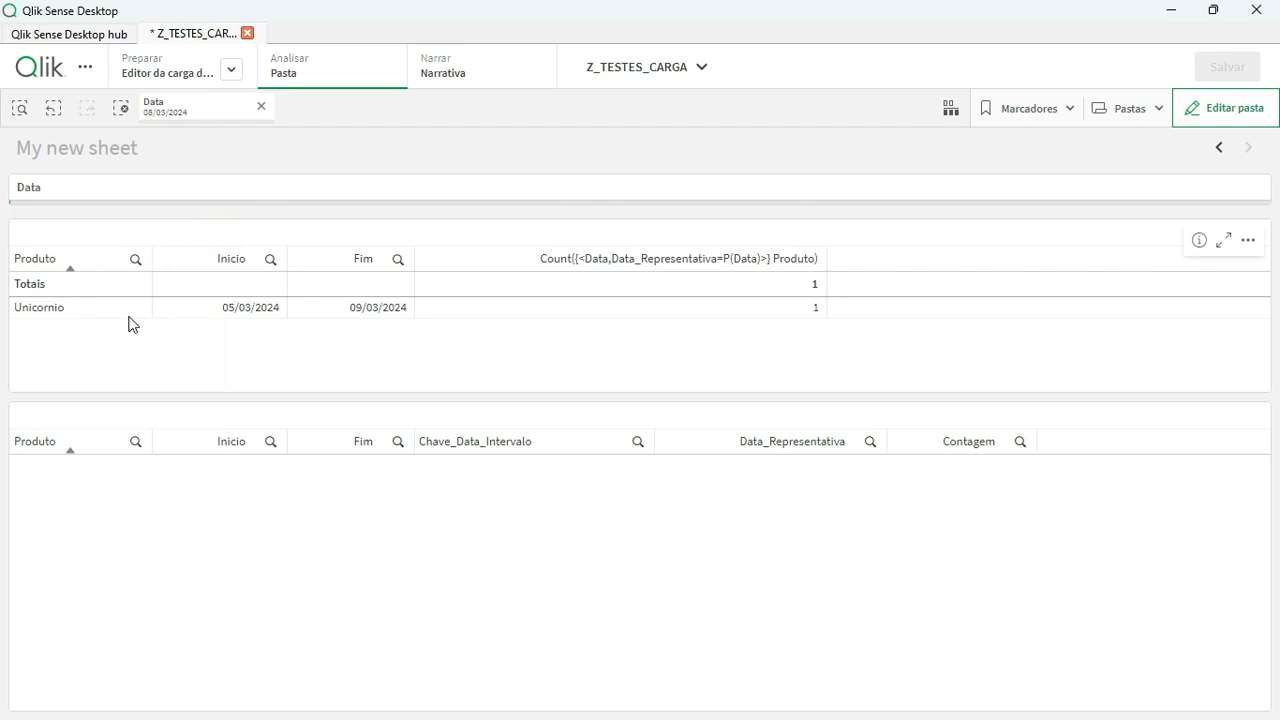 Qlik Sense Desktop
Qlik Sense Desktop hub
* Z_TESTES_CAR...
Qlik
Preparar
Editor da carga d...
Analisar
Pasta
Narrar
Narrativa
Z_TESTES_CARGA
Salvar
Data
08/03/2024
Marcadores
Pastas
Editar pasta
My new sheet
Data
Produto Inicio Fim Count({<Data,Data_Representativa=P(Data)>} Produto)
Totais 1
Unicornio 05/03/2024 09/03/2024 1
Produto Inicio Fim Chave_Data_Intervalo Data_Representativa Contagem